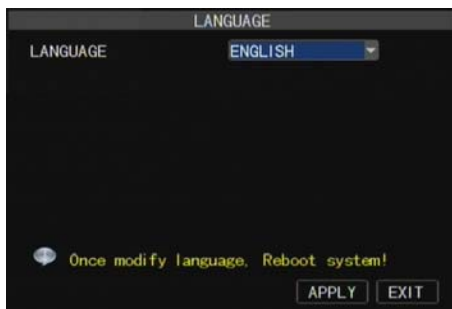 LANGUAGE
LANGUAGE ENGLISH
Once modify language, Reboot system!
APPLY EXIT